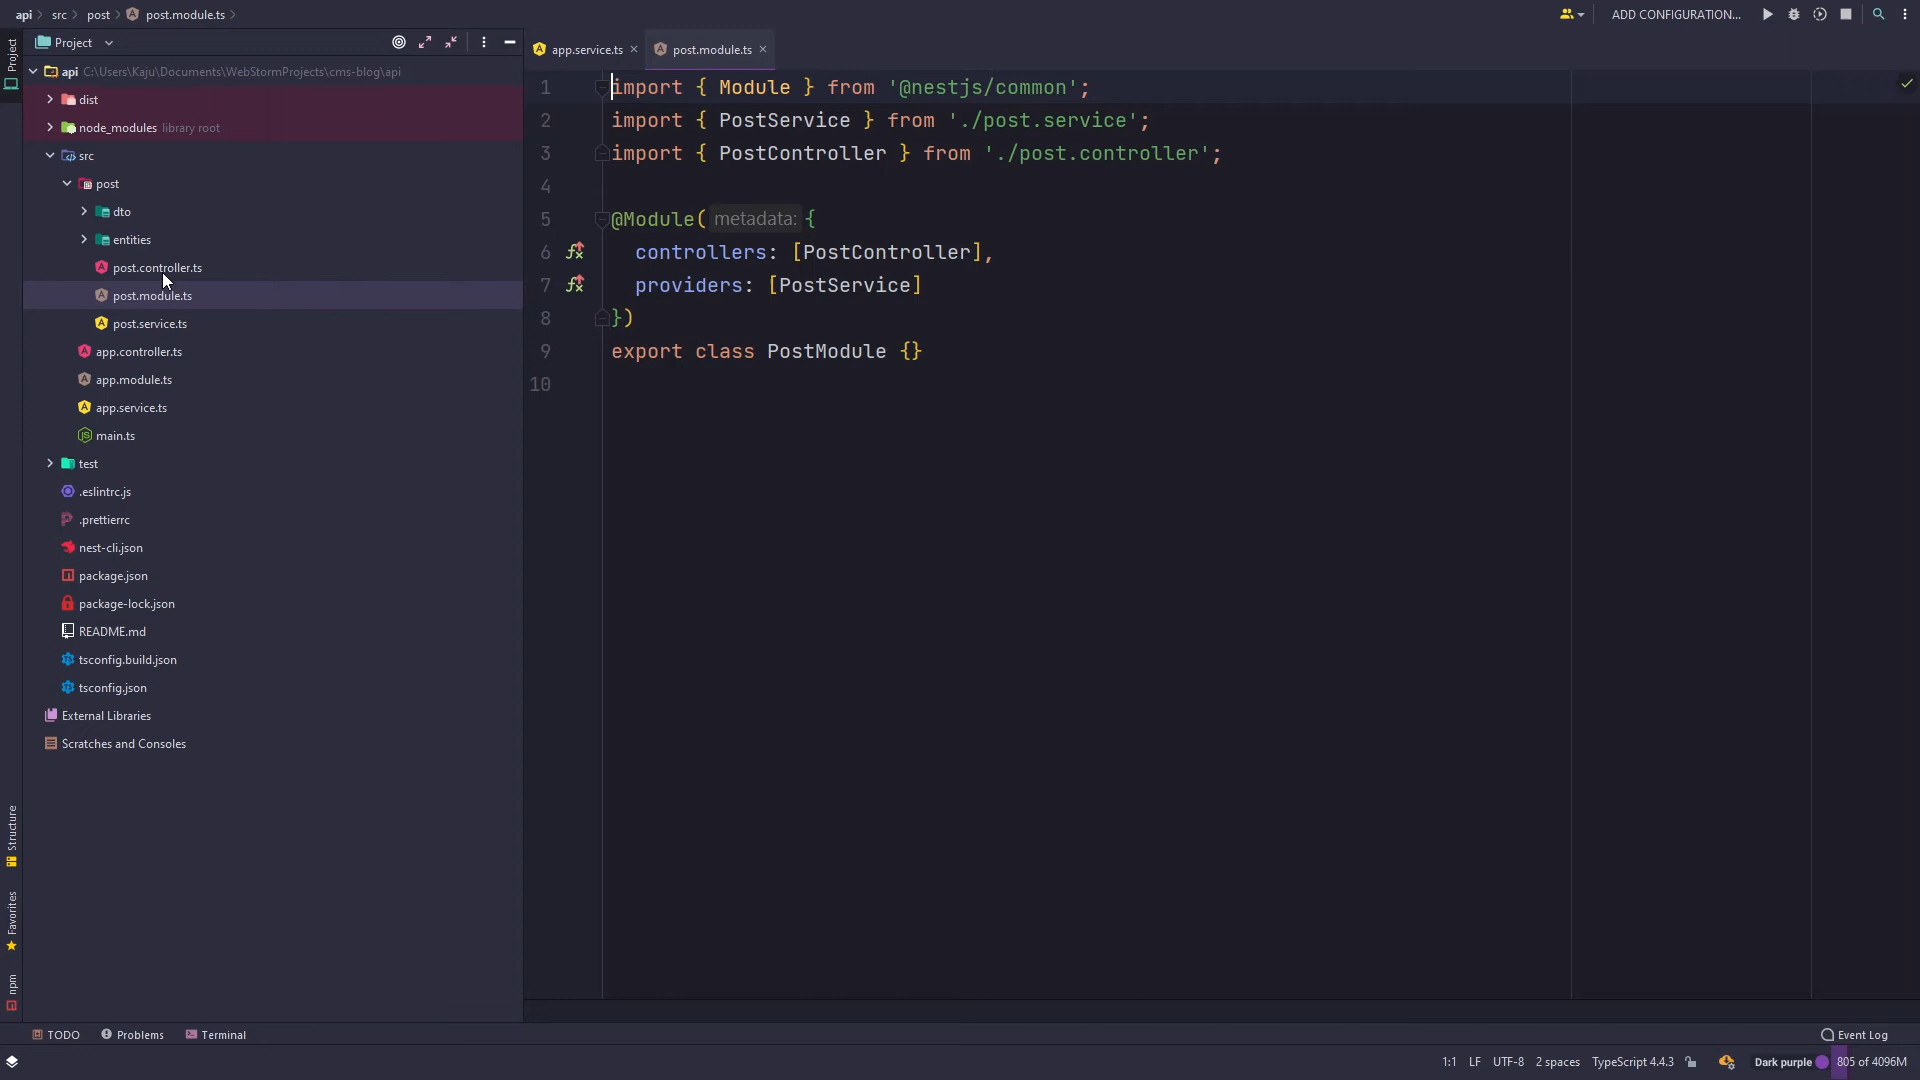 api src post post.module.ts
ADD CONFIGURATION...
Project
Project
app.service.ts
post.module.ts
api C:\Users\Kaju\Documents\WebStormProjects\cms-blog\api
dist
node_modules library root
src
post
dto
entities
post.controller.ts
post.module.ts
post.service.ts
app.controller.ts
app.module.ts
app.service.ts
main.ts
test
.eslintrc.js
.prettierrc
nest-cli.json
package.json
package-lock.json
README.md
tsconfig.build.json
tsconfig.json
External Libraries
Scratches and Consoles
1 import { Module } from '@nestjs/common';
2 import { PostService } from './post.service';
3 import { PostController } from './post.controller';
4
5 @Module( metadata: {
6 controllers: [PostController],
7 providers: [PostService]
8 })
9 export class PostModule {}
10
Structure
Favorites
npm
TODO
Problems
Terminal
Event Log
1:1 LF UTF-8 2 spaces TypeScript 4.4.3 Dark purple 805 of 4096M